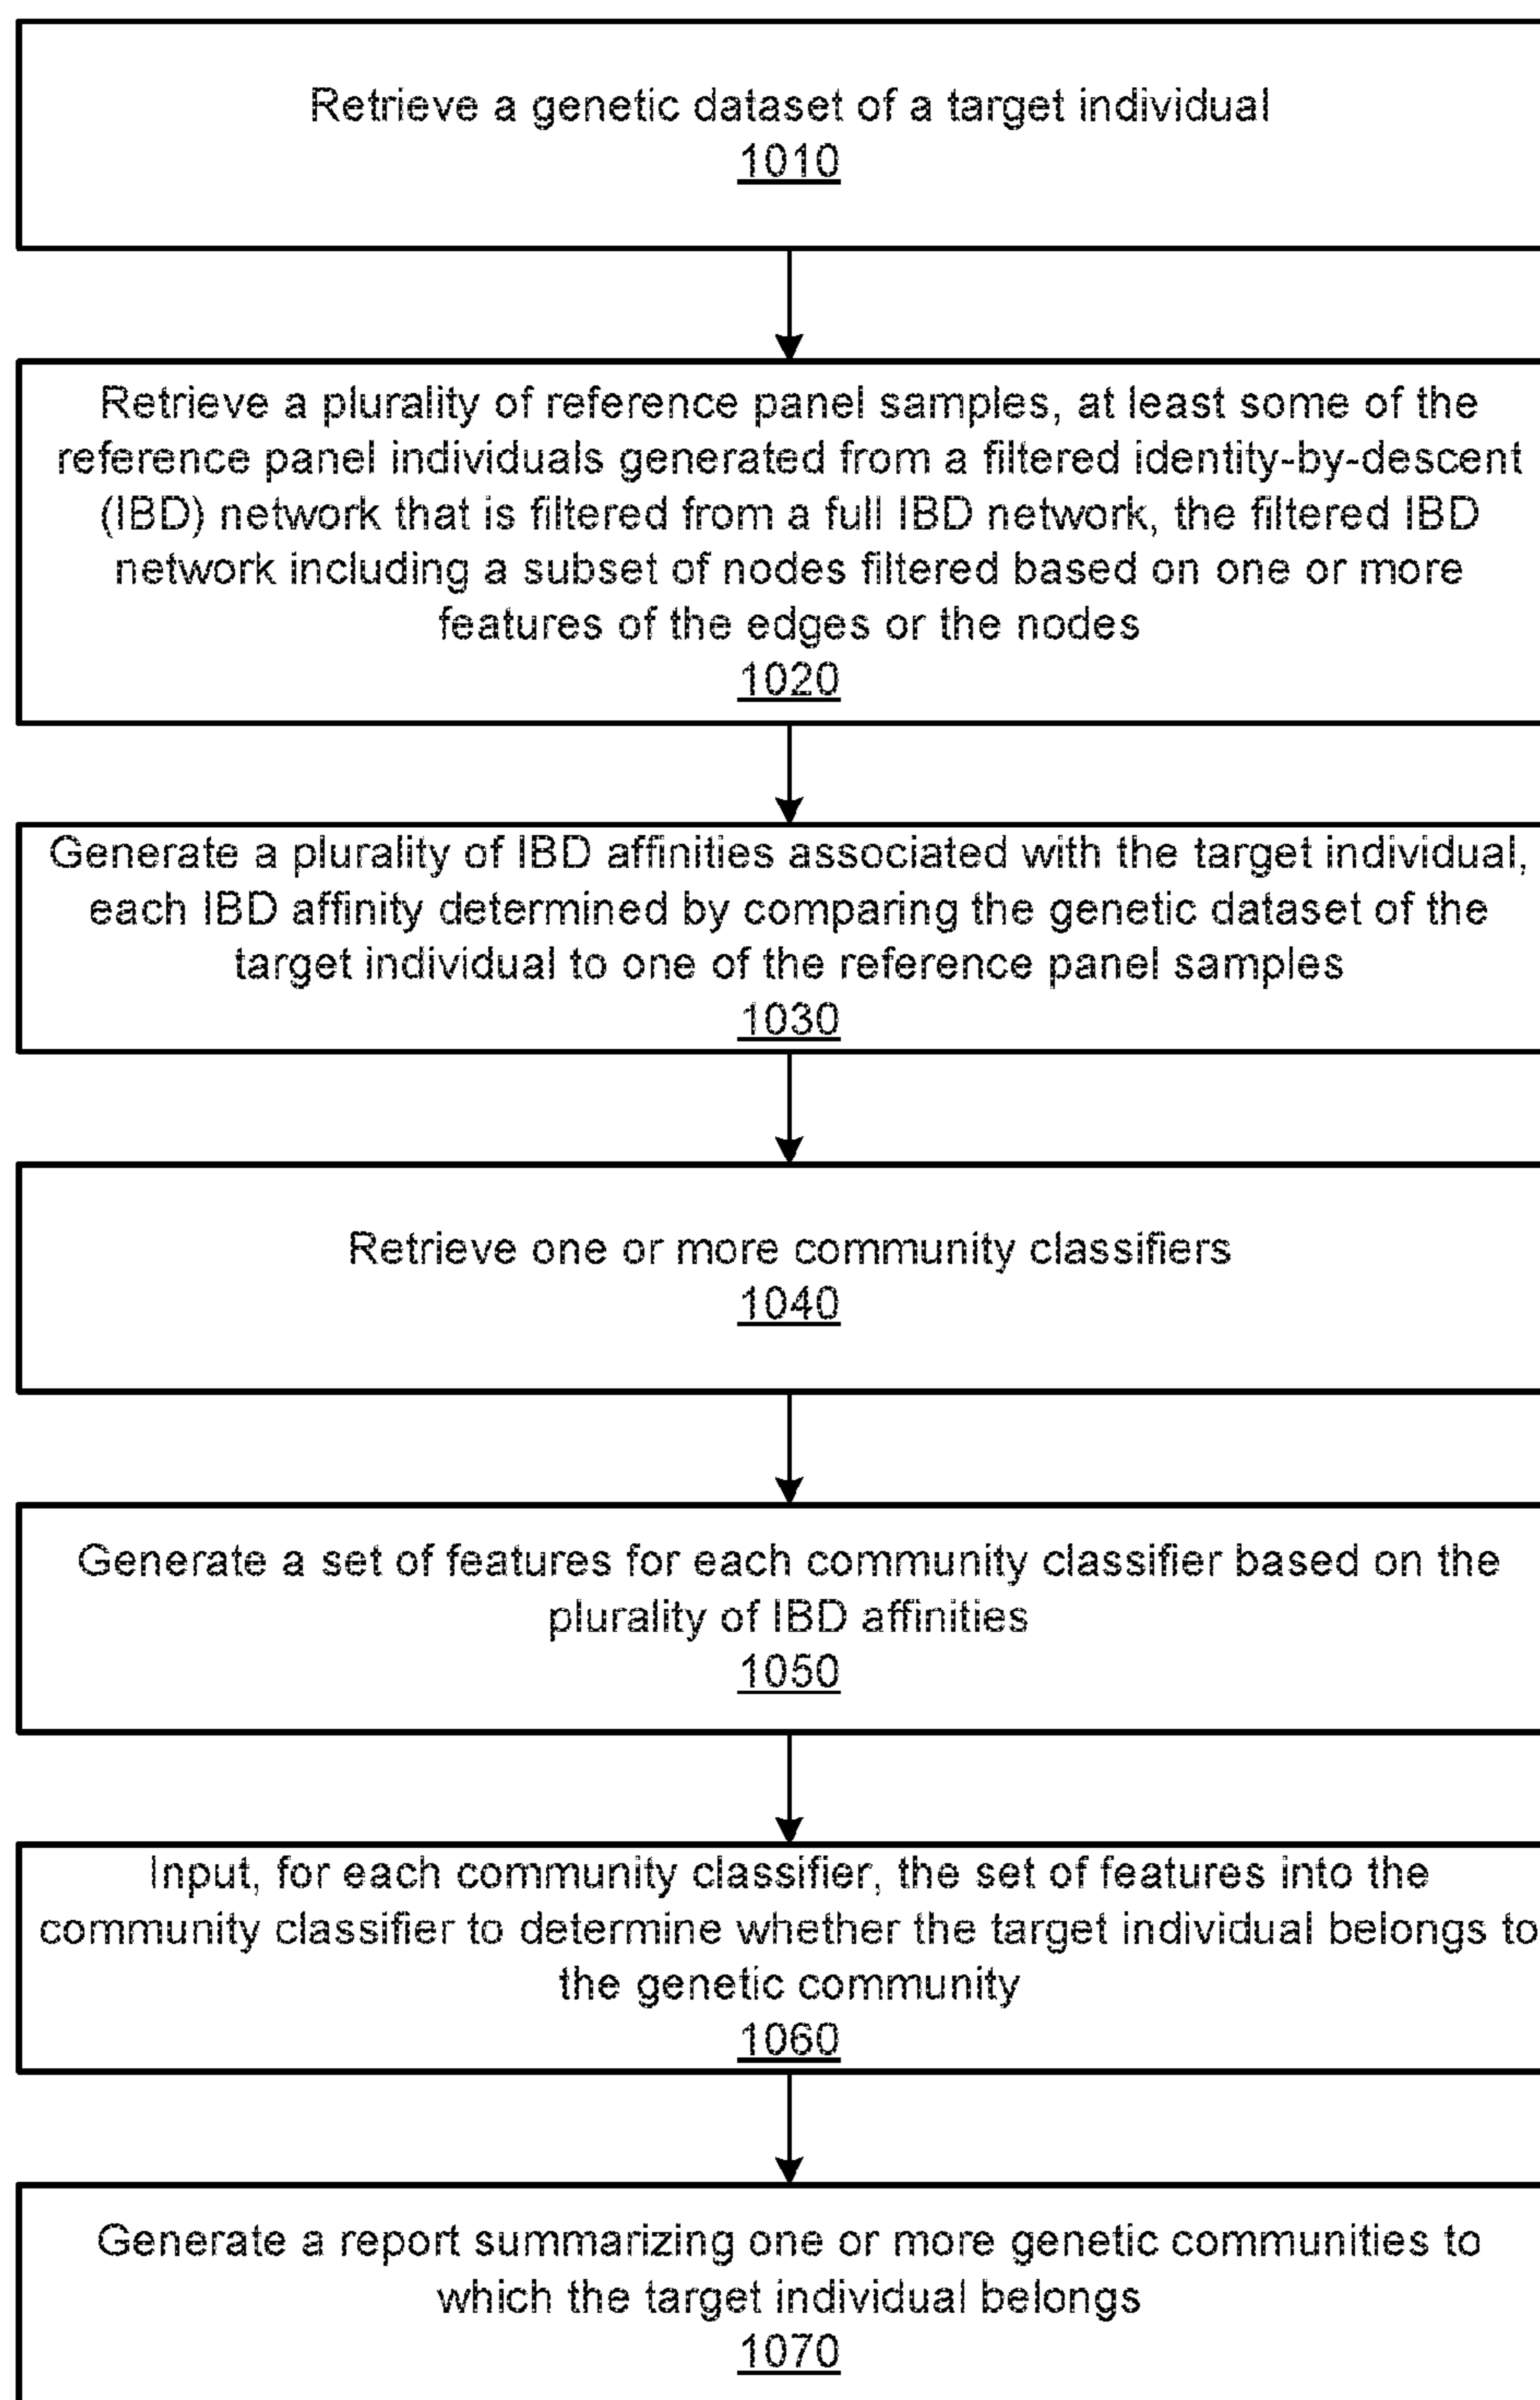 Retrieve a genetic dataset of a target individual
1010
Retrieve a plurality of reference panel samples, at least some of the
reference panel individuals generated from a filtered identity-by-descent
(IBD) network that is filtered from a full IBD network, the filtered IBD
network including a subset of nodes filtered based on one or more
features of the edges or the nodes
1020
Generate a plurality of IBD affinities associated with the target individual,
each IBD affinity determined by comparing the genetic dataset of the
target individual to one of the reference panel samples
1030
Retrieve one or more community classifiers
1040
Generate a set of features for each community classifier based on the
plurality of IBD affinities
1050
Input, for each community classifier, the set of features into the
community classifier to determine whether the target individual belongs to
the genetic community
1060
Generate a report summarizing one or more genetic communities to
which the target individual belongs
1070